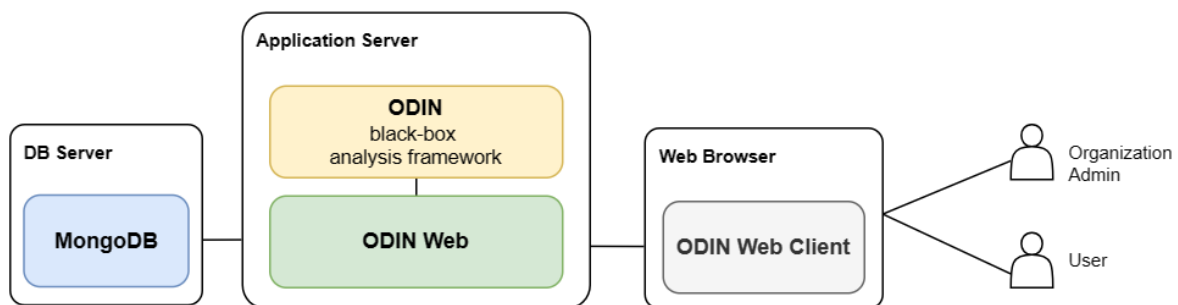 DB Server
MongoDB
Application Server
ODIN
black-box
analysis framework
ODIN Web
Web Browser
ODIN Web Client
Organization
Admin
User